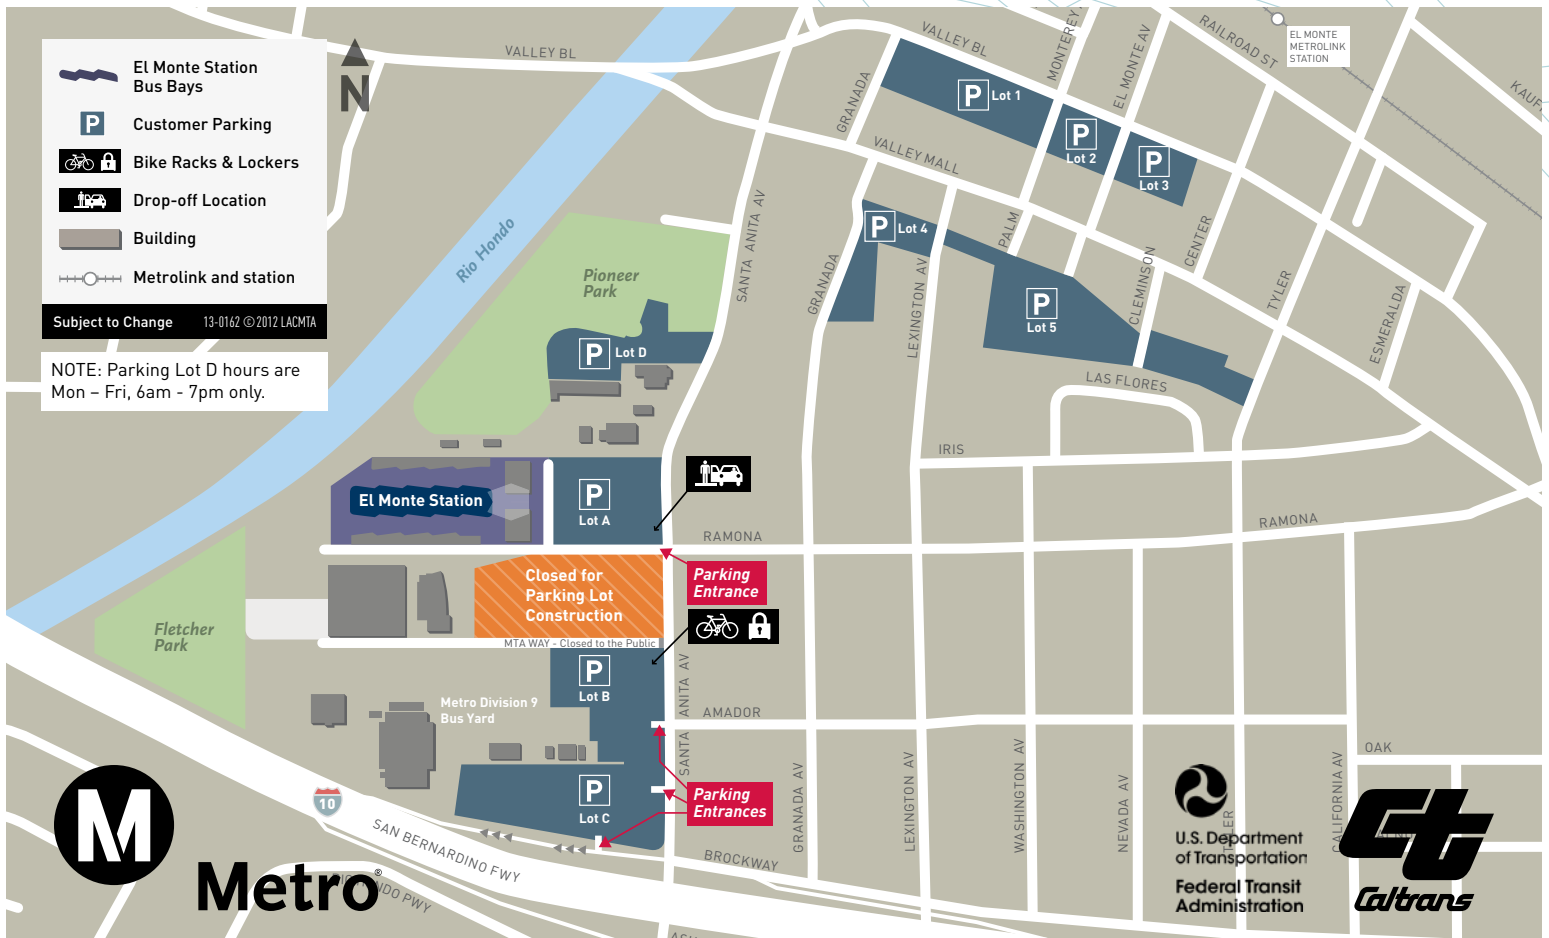 El Monte Station
Bus Bays
P
Customer Parking
Bike Racks & Lockers
Drop-off Location
Building
Metrolink and station
Subject to Change 13-0162 ©2012 LACMTA
NOTE: Parking Lot D hours are
Mon – Fri, 6am - 7pm only.
N
VALLEY BL
VALLEY BL
MONTEREY
EL MONTE AV
RAILROAD ST
EL MONTE
METROLINK
STATION
GRANADA
P Lot 1
P
Lot 2
P
Lot 3
VALLEY MALL
SANTA ANITA AV
Rio Hondo
Pioneer
Park
P Lot 4
PALM
CENTER
CLEMINSON
TYLER
ESMERALDA
GRANADA
LEXINGTON AV
P
Lot 5
P Lot D
LAS FLORES
IRIS
El Monte Station
P
Lot A
RAMONA
RAMONA
Closed for
Parking Lot
Construction
Parking
Entrance
Fletcher
Park
MTA WAY - Closed to the Public
P
Lot B
SANTA ANITA AV
Metro Division 9
Bus Yard
AMADOR
OAK
P
Lot C
Parking
Entrances
GRANADA AV
LEXINGTON AV
WASHINGTON AV
NEVADA AV
TYLER
CALIFORNIA AV
10
SAN BERNARDINO FWY
BROCKWAY
M
Metro®
U.S. Department
of Transportation
Federal Transit
Administration
ct
Caltrans